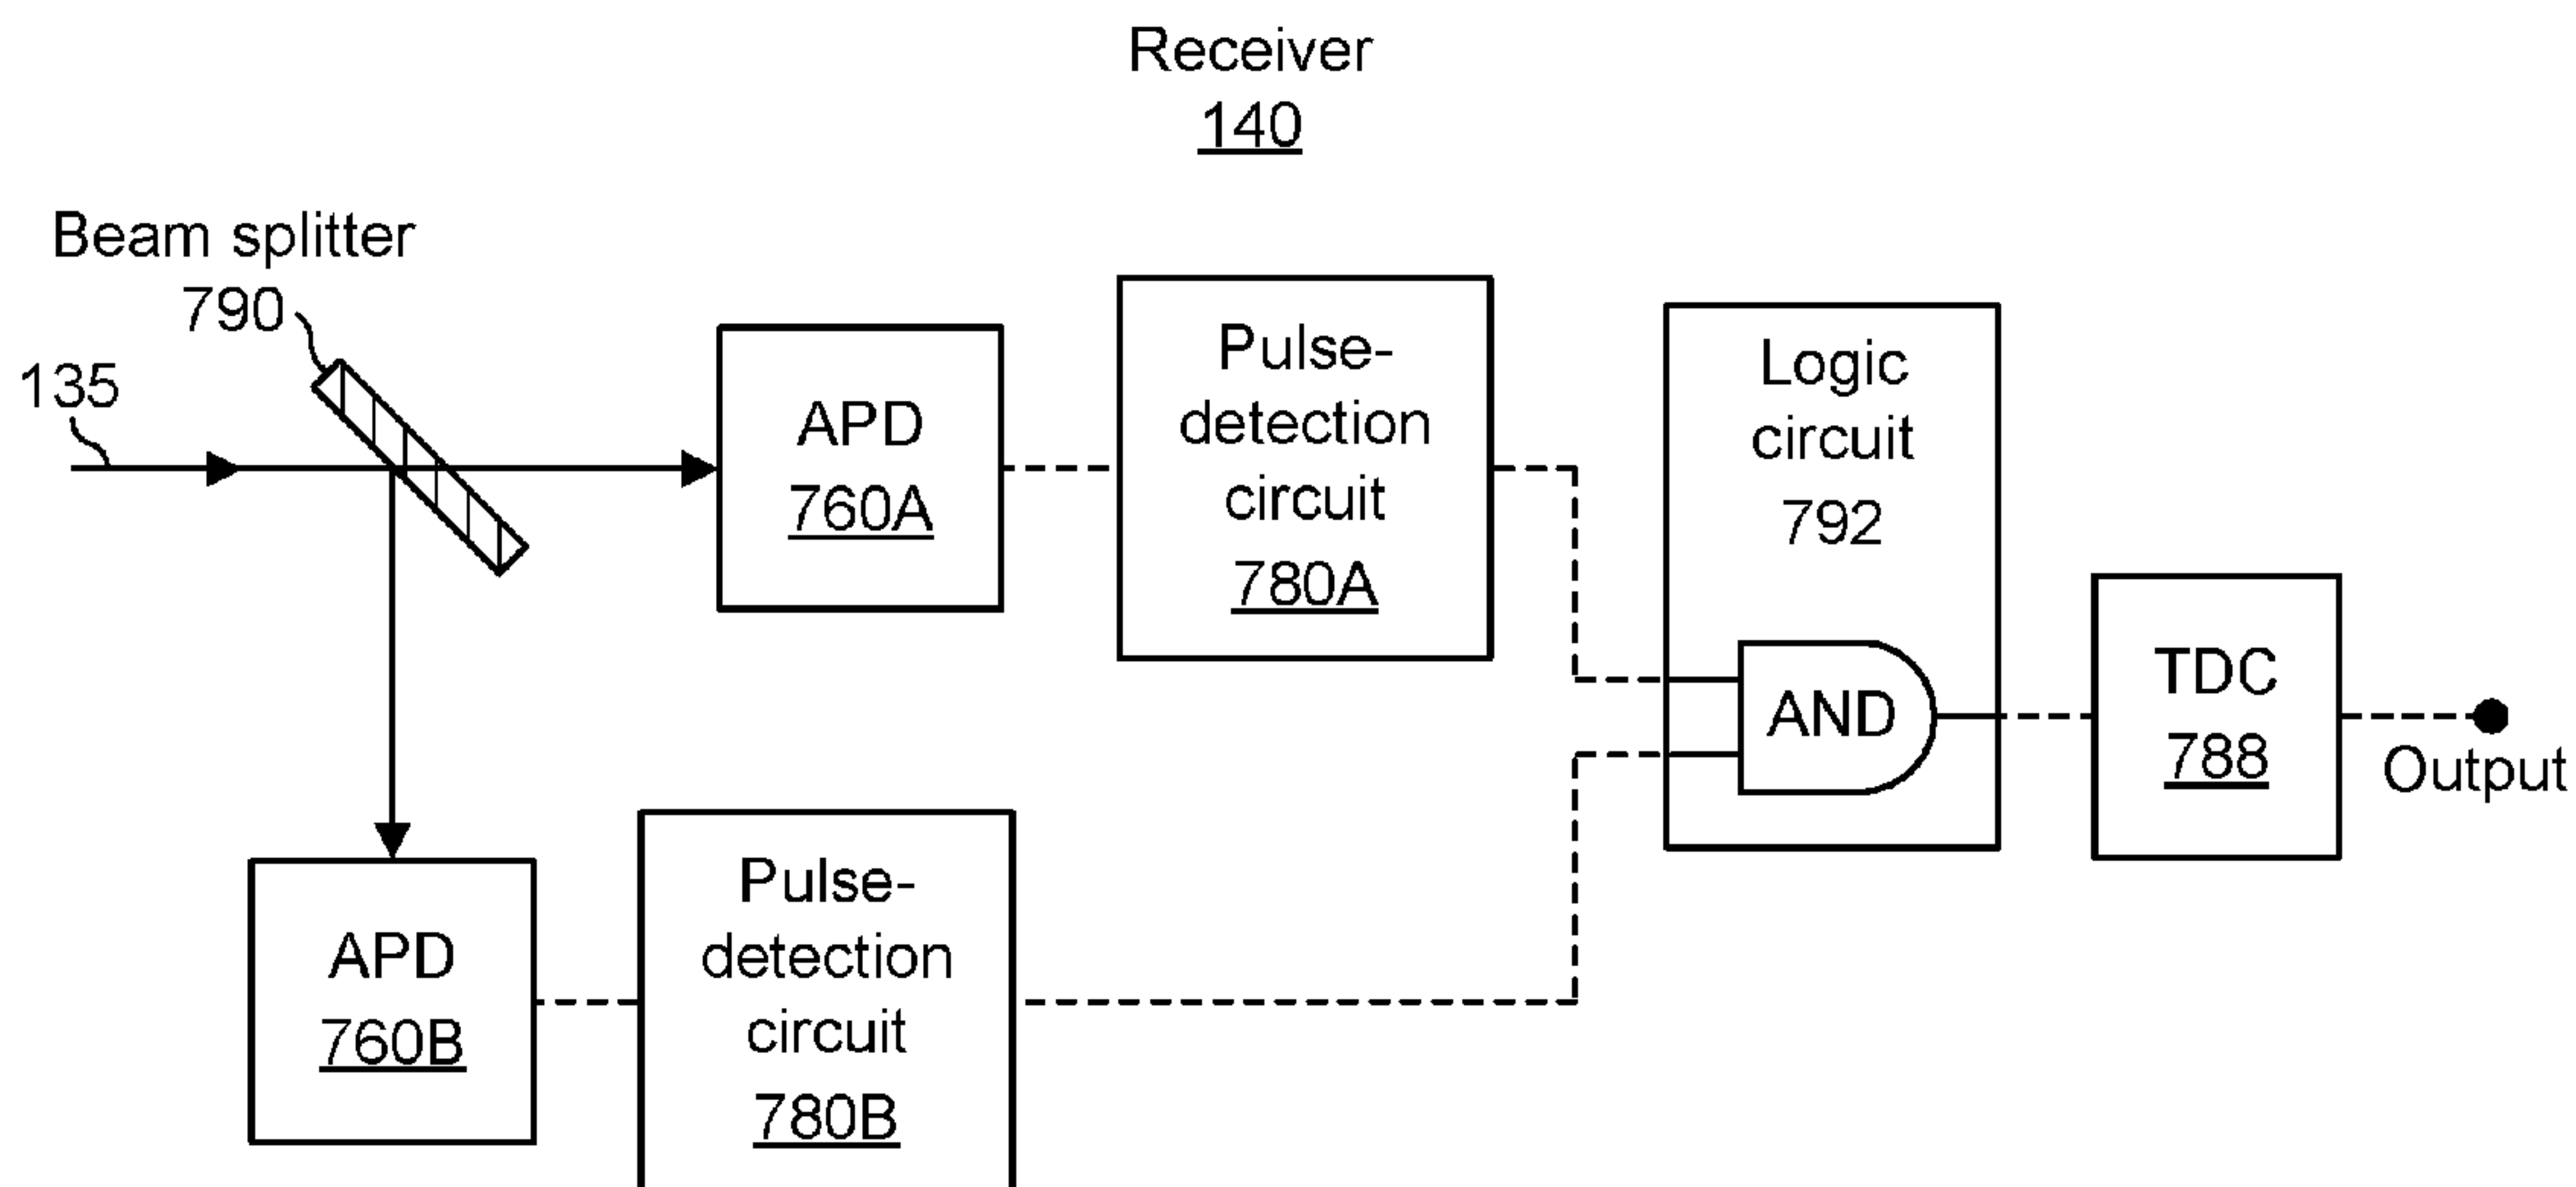 Receiver
140
Beam splitter
790
135
APD
760A
Pulse-
detection
circuit
780A
Logic
circuit
792
AND
TDC
788
Output
APD
760B
Pulse-
detection
circuit
780B